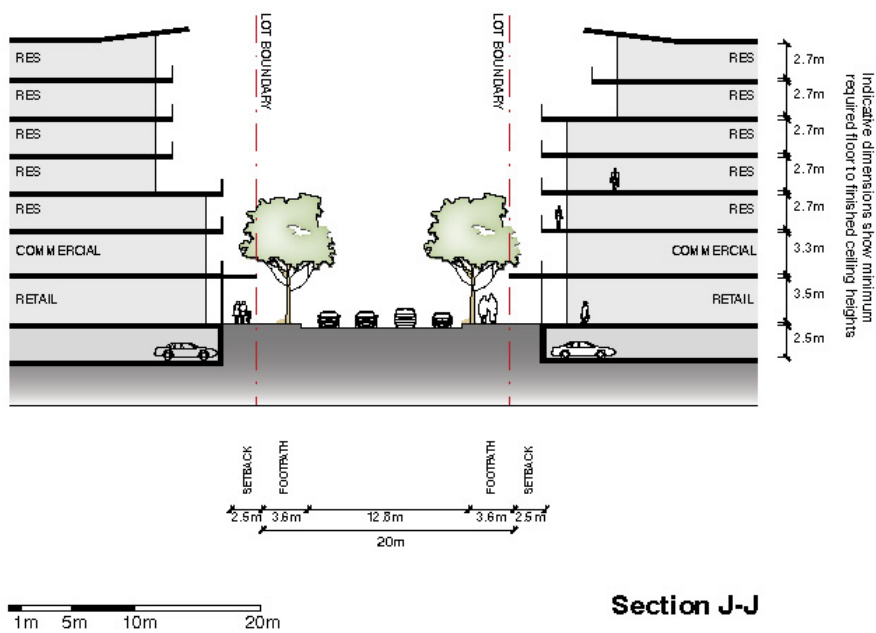 LOT BOUNDARY
LOT BOUNDARY
RES
RES
RES
RES
RES
COMMERCIAL
RETAIL
RES
RES
RES
RES
RES
COMMERCIAL
RETAIL
2.7m
2.7m
2.7m
2.7m
2.7m
3.3m
3.5m
2.5m
Indicative dimensions show minimum
required floor to finished ceiling heights
SETBACK
FOOTPATH
FOOTPATH
SETBACK
2.5m
3.6m
12.8m
3.6m
2.5m
20m
1m 5m 10m 20m
Section J-J